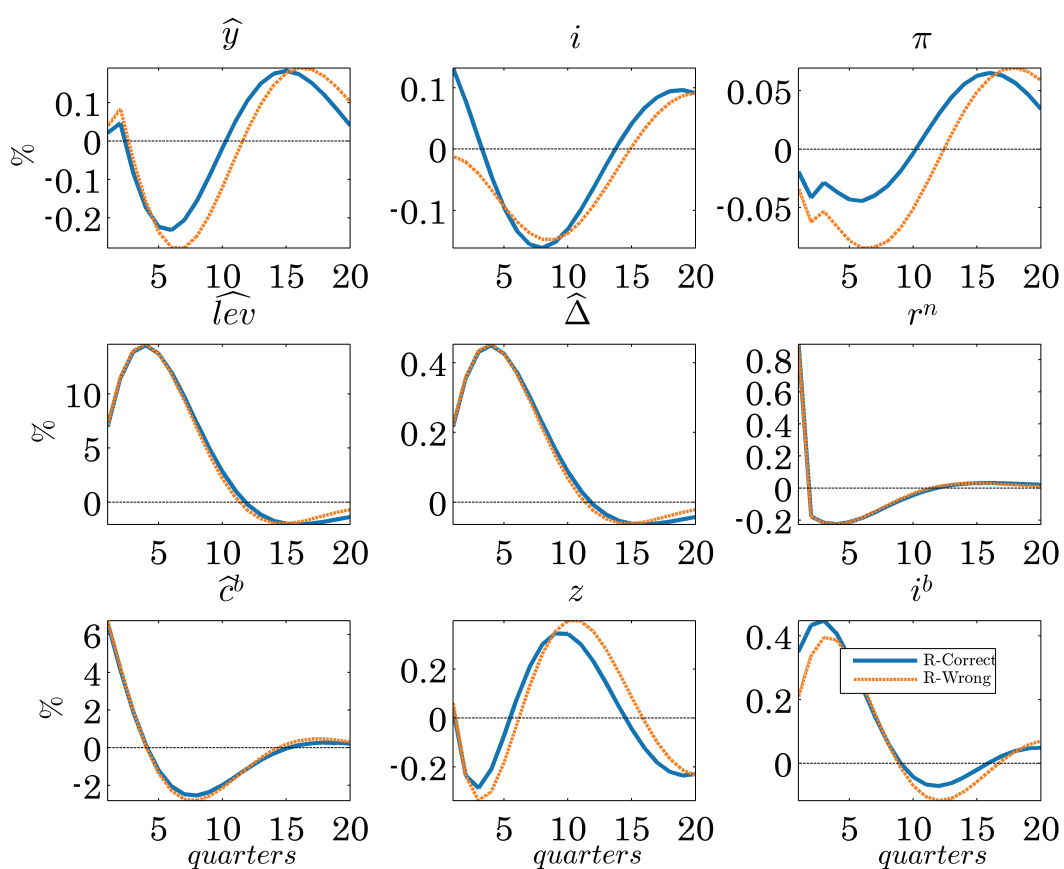 ŷ i π
% 0.1 0 -0.1 -0.2 5 10 15 20
0.1 0 -0.1 5 10 15 20
0.05 0 -0.05 5 10 15 20
l̂ev Δ̂ rⁿ
% 10 5 0 5 10 15 20
0.4 0.2 0 5 10 15 20
0.8 0.6 0.4 0.2 0 -0.2 5 10 15 20
ĉᵇ z iᵇ
% 6 4 2 0 -2 5 10 15 20
0.2 0 -0.2 5 10 15 20
0.4 0.2 0 5 10 15 20
R-Correct
R-Wrong
quarters quarters quarters